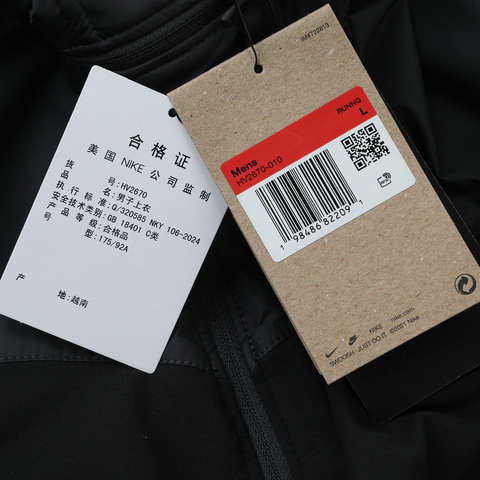 合格证
美国 NIKE 公司监制
货号:HV2670
品名:男子上衣
执行标准:Q/320585 NKY 106-2024
安全技术类别:GB 18401 C类
产品等级:合格品
号型:175/92A
产地:越南
RUNNG
L
Mens
HV2670-010
1 98486 82209
NIKE
nike.com
SWOOSH. JUST DO IT ©2021 Nike